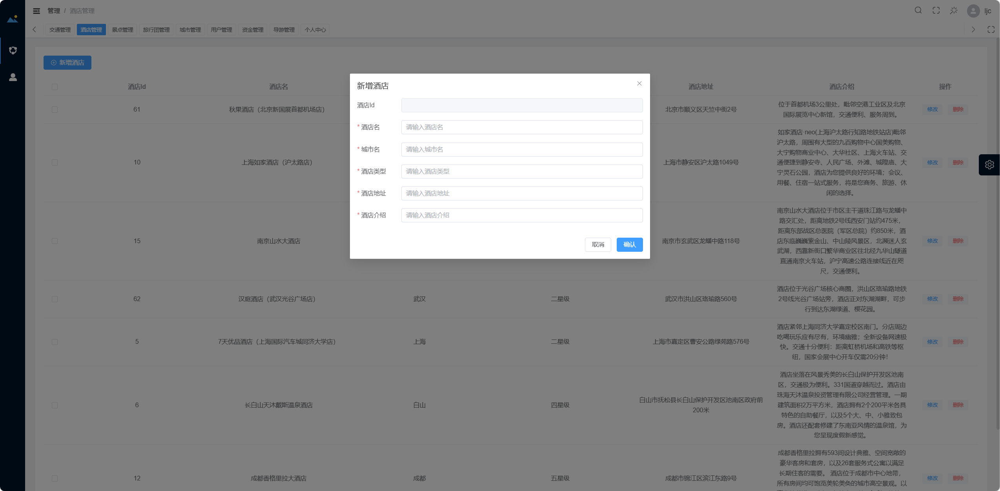 管理 / 酒店管理
ljc
交通管理 酒店管理 景点管理 旅行团管理 城市管理 用户管理 资金管理 导游管理 个人中心
新增酒店
酒店Id 酒店名 酒店地址 酒店介绍 操作
61 秋果酒店（北京新国展首都机场店） 北京市顺义区天竺中街2号
位于首都机场3公里处，毗邻空港工业区及北京
国际展览中心新馆，交通便利、服务周到。
修改 删除
10 上海如家酒店（沪太路店） 上海市静安区沪太路1049号
如家酒店·neo(上海沪太路行知路地铁站店)毗邻
沪太路，周围有大型的九百购物中心国美购物、
大宁购物商业中心、大华社区、上海火车站、交
通便捷到静安寺、人民广场、外滩、城隍庙、大
宁灵石公园，酒店为您提供良好的环境；会议、
用餐、住宿一站式服务，将是您商务、旅游、休
闲的选择。
修改 删除
15 南京山水大酒店 南京市玄武区龙蟠中路118号
南京山水大酒店位于市区主干道珠江路与龙蟠中
路交汇处，距离地铁2号线西安门站约475米，
距离东部战区总医院（军区总院）约850米，酒
店东临巍巍紫金山、中山陵风景区，北濒迷人玄
武湖，西靠新街口繁华商业区往北经九华山隧道
直通南京火车站，沪宁高速公路连接线近在咫
尺，交通便利。
修改 删除
62 汉庭酒店（武汉光谷广场店） 武汉 二星级 武汉市洪山区珞瑜路560号
酒店位于光谷广场核心商圈，洪山区珞瑜路地铁
2号线光谷广场站旁，酒店正对东湖湖畔，可步
行到达东湖绿道、樱花园。
修改 删除
5 7天优品酒店（上海国际汽车城同济大学店） 上海 二星级 上海市嘉定区曹安公路绿苑路576号
酒店紧邻上海同济大学嘉定校区南门。分店周边
吃喝玩乐应有尽有，环境幽雅；全新设备网速极
快。交通十分便利：距离虹桥机场和高铁等枢
纽，国家会展中心开车仅需20分钟！
修改 删除
6 长白山天沐戴斯温泉酒店 白山 四星级
白山市抚松县长白山保护开发区池南区政府前
200米
酒店坐落在风景秀美的长白山保护开发区池南
区，交通极为便利。331国道穿越而过。酒店由
珠海天沐温泉投资管理有限公司经营管理。一期
建筑面积2万平方米，酒店拥有2个200平米各具
特色的自助餐厅，以及5个大、中、小雅致包
房。酒店还配套修建了东南亚风情的温泉馆，为
您呈现度假新感觉。
修改 删除
12 成都香格里拉大酒店 成都 五星级 成都市锦江区滨江东路9号
成都香格里拉拥有593间设计典雅、空间宽敞的
豪华客房和套房，以及26套服务式公寓以满足
长期住客的需要。 酒店位于成都市中心地带，
所有房间均可饱览美轮美奂的城市高空景观。以
修改 删除
新增酒店
酒店Id
* 酒店名 请输入酒店名
* 城市名 请输入城市名
* 酒店类型 请输入酒店类型
* 酒店地址 请输入酒店地址
* 酒店介绍 请输入酒店介绍
取消 确认